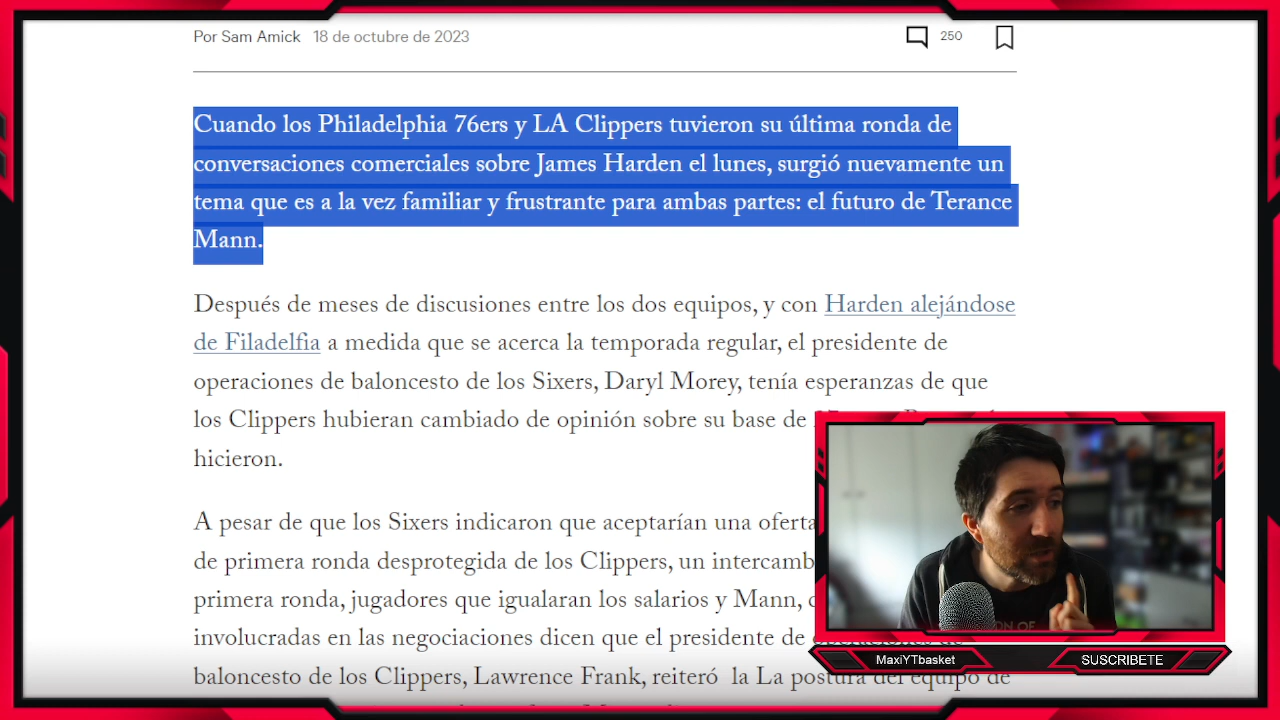 Por Sam Amick 18 de octubre de 2023 250
Cuando los Philadelphia 76ers y LA Clippers tuvieron su última ronda de
conversaciones comerciales sobre James Harden el lunes, surgió nuevamente un
tema que es a la vez familiar y frustrante para ambas partes: el futuro de Terance
Mann.
Después de meses de discusiones entre los dos equipos, y con Harden alejándose
de Filadelfia a medida que se acerca la temporada regular, el presidente de
operaciones de baloncesto de los Sixers, Daryl Morey, tenía esperanzas de que
los Clippers hubieran cambiado de opinión sobre su base de
hicieron.
A pesar de que los Sixers indicaron que aceptarían una oferta
de primera ronda desprotegida de los Clippers, un
primera ronda, jugadores que igualaran los salarios y Mann,
involucradas en las negociaciones dicen que el presidente de operaciones de
baloncesto de los Clippers, Lawrence Frank, reiteró la La postura del equipo de
MaxiYTbasket
SUSCRIBETE